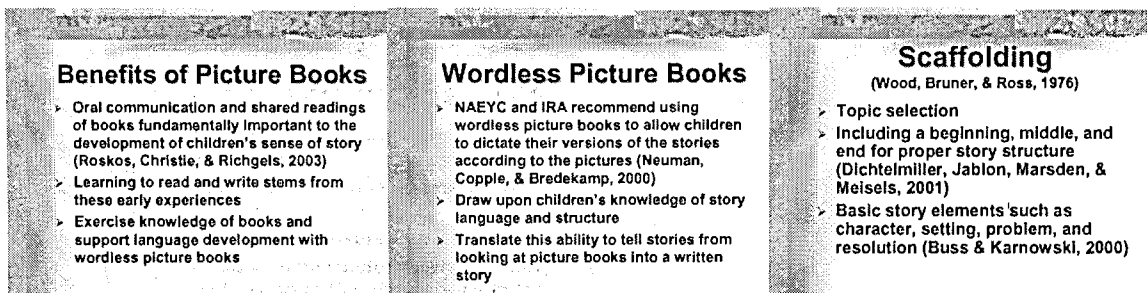 Benefits of Picture Books
➢ Oral communication and shared readings
of books fundamentally important to the
development of children's sense of story
(Roskos, Christie, & Richgels, 2003)
➢ Learning to read and write stems from
these early experiences
➢ Exercise knowledge of books and
support language development with
wordless picture books
Wordless Picture Books
➢ NAEYC and IRA recommend using
wordless picture books to allow children
to dictate their versions of the stories
according to the pictures (Neuman,
Copple, & Bredekamp, 2000)
➢ Draw upon children's knowledge of story
language and structure
➢ Translate this ability to tell stories from
looking at picture books into a written
story
Scaffolding
(Wood, Bruner, & Ross, 1976)
➢ Topic selection
➢ Including a beginning, middle, and
end for proper story structure
(Dichtelmiller, Jablon, Marsden, &
Meisels, 2001)
➢ Basic story elements such as
character, setting, problem, and
resolution (Buss & Karnowski, 2000)